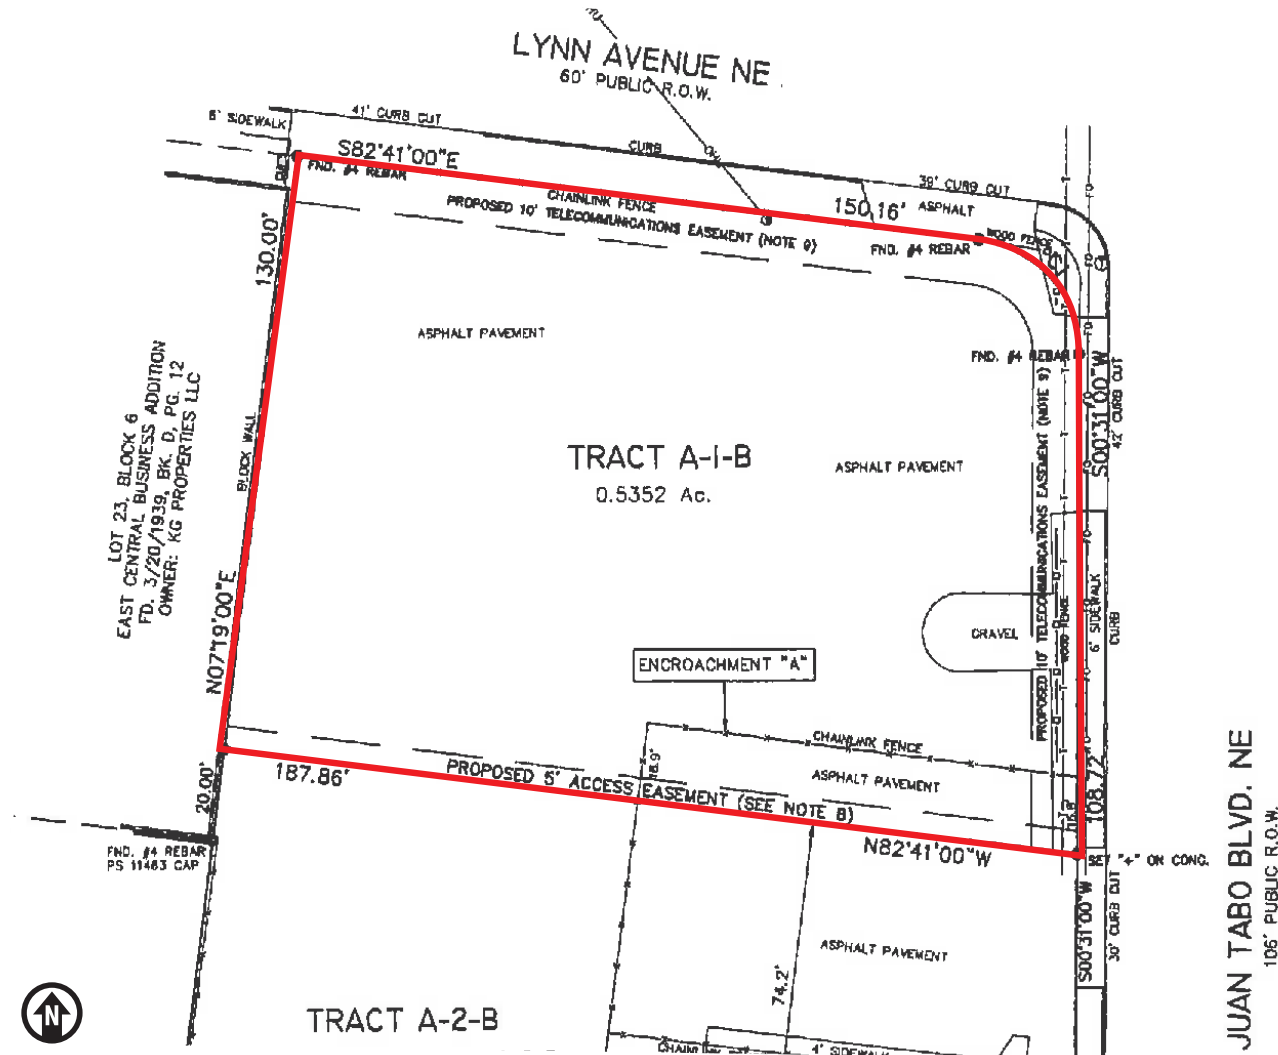 LYNN AVENUE NE
60' PUBLIC R.O.W.
6' SIDEWALK
41' CURB CUT
CURB
39' CURB CUT
S82°41'00"E
FND. #4 REBAR
CHAINLINK FENCE
150.16'
ASPHALT
PROPOSED 10' TELECOMMUNICATIONS EASEMENT (NOTE 9)
FND. #4 REBAR
WOOD FENCE
130.00'
ASPHALT PAVEMENT
FND. #4 REBAR
S00°31'00"W
42' CURB CUT
LOT 23, BLOCK 6
EAST CENTRAL BUSINESS ADDITION
FD. 3/20/1939, BK. D, PG. 12
OWNER: KG PROPERTIES LLC
BLOCK WALL
TRACT A-1-B
0.5352 Ac.
ASPHALT PAVEMENT
PROPOSED 10' TELECOMMUNICATIONS EASEMENT (NOTE 9)
N07°19'00"E
GRAVEL
WOOD FENCE
6' SIDEWALK
CURB
ENCROACHMENT "A"
CHAINLINK FENCE
16.9'
ASPHALT PAVEMENT
187.86'
PROPOSED 5' ACCESS EASEMENT (SEE NOTE 8)
108.72'
20.00'
N82°41'00"W
FND. #4 REBAR
PS 11463 CAP
SET "+" ON CONC.
JUAN TABO BLVD. NE
106' PUBLIC R.O.W.
S00°31'00"W
30' CURB CUT
ASPHALT PAVEMENT
74.2'
N
TRACT A-2-B
4' SIDEWALK